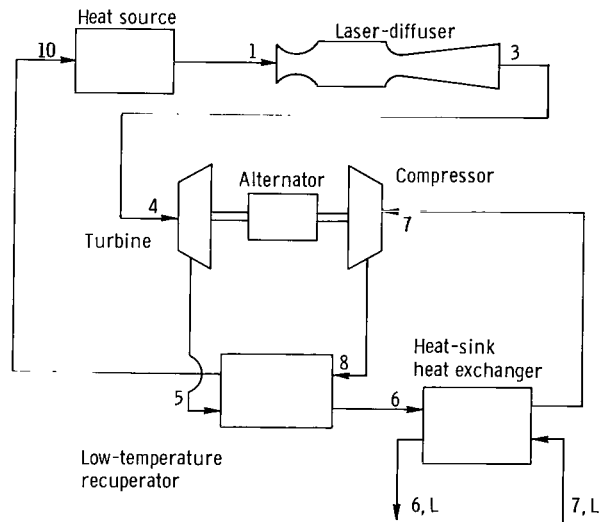 Heat source
Laser-diffuser
10
1
3
Alternator
Compressor
4
7
Turbine
Heat-sink
heat exchanger
8
5
6
Low-temperature
recuperator
6, L
7, L